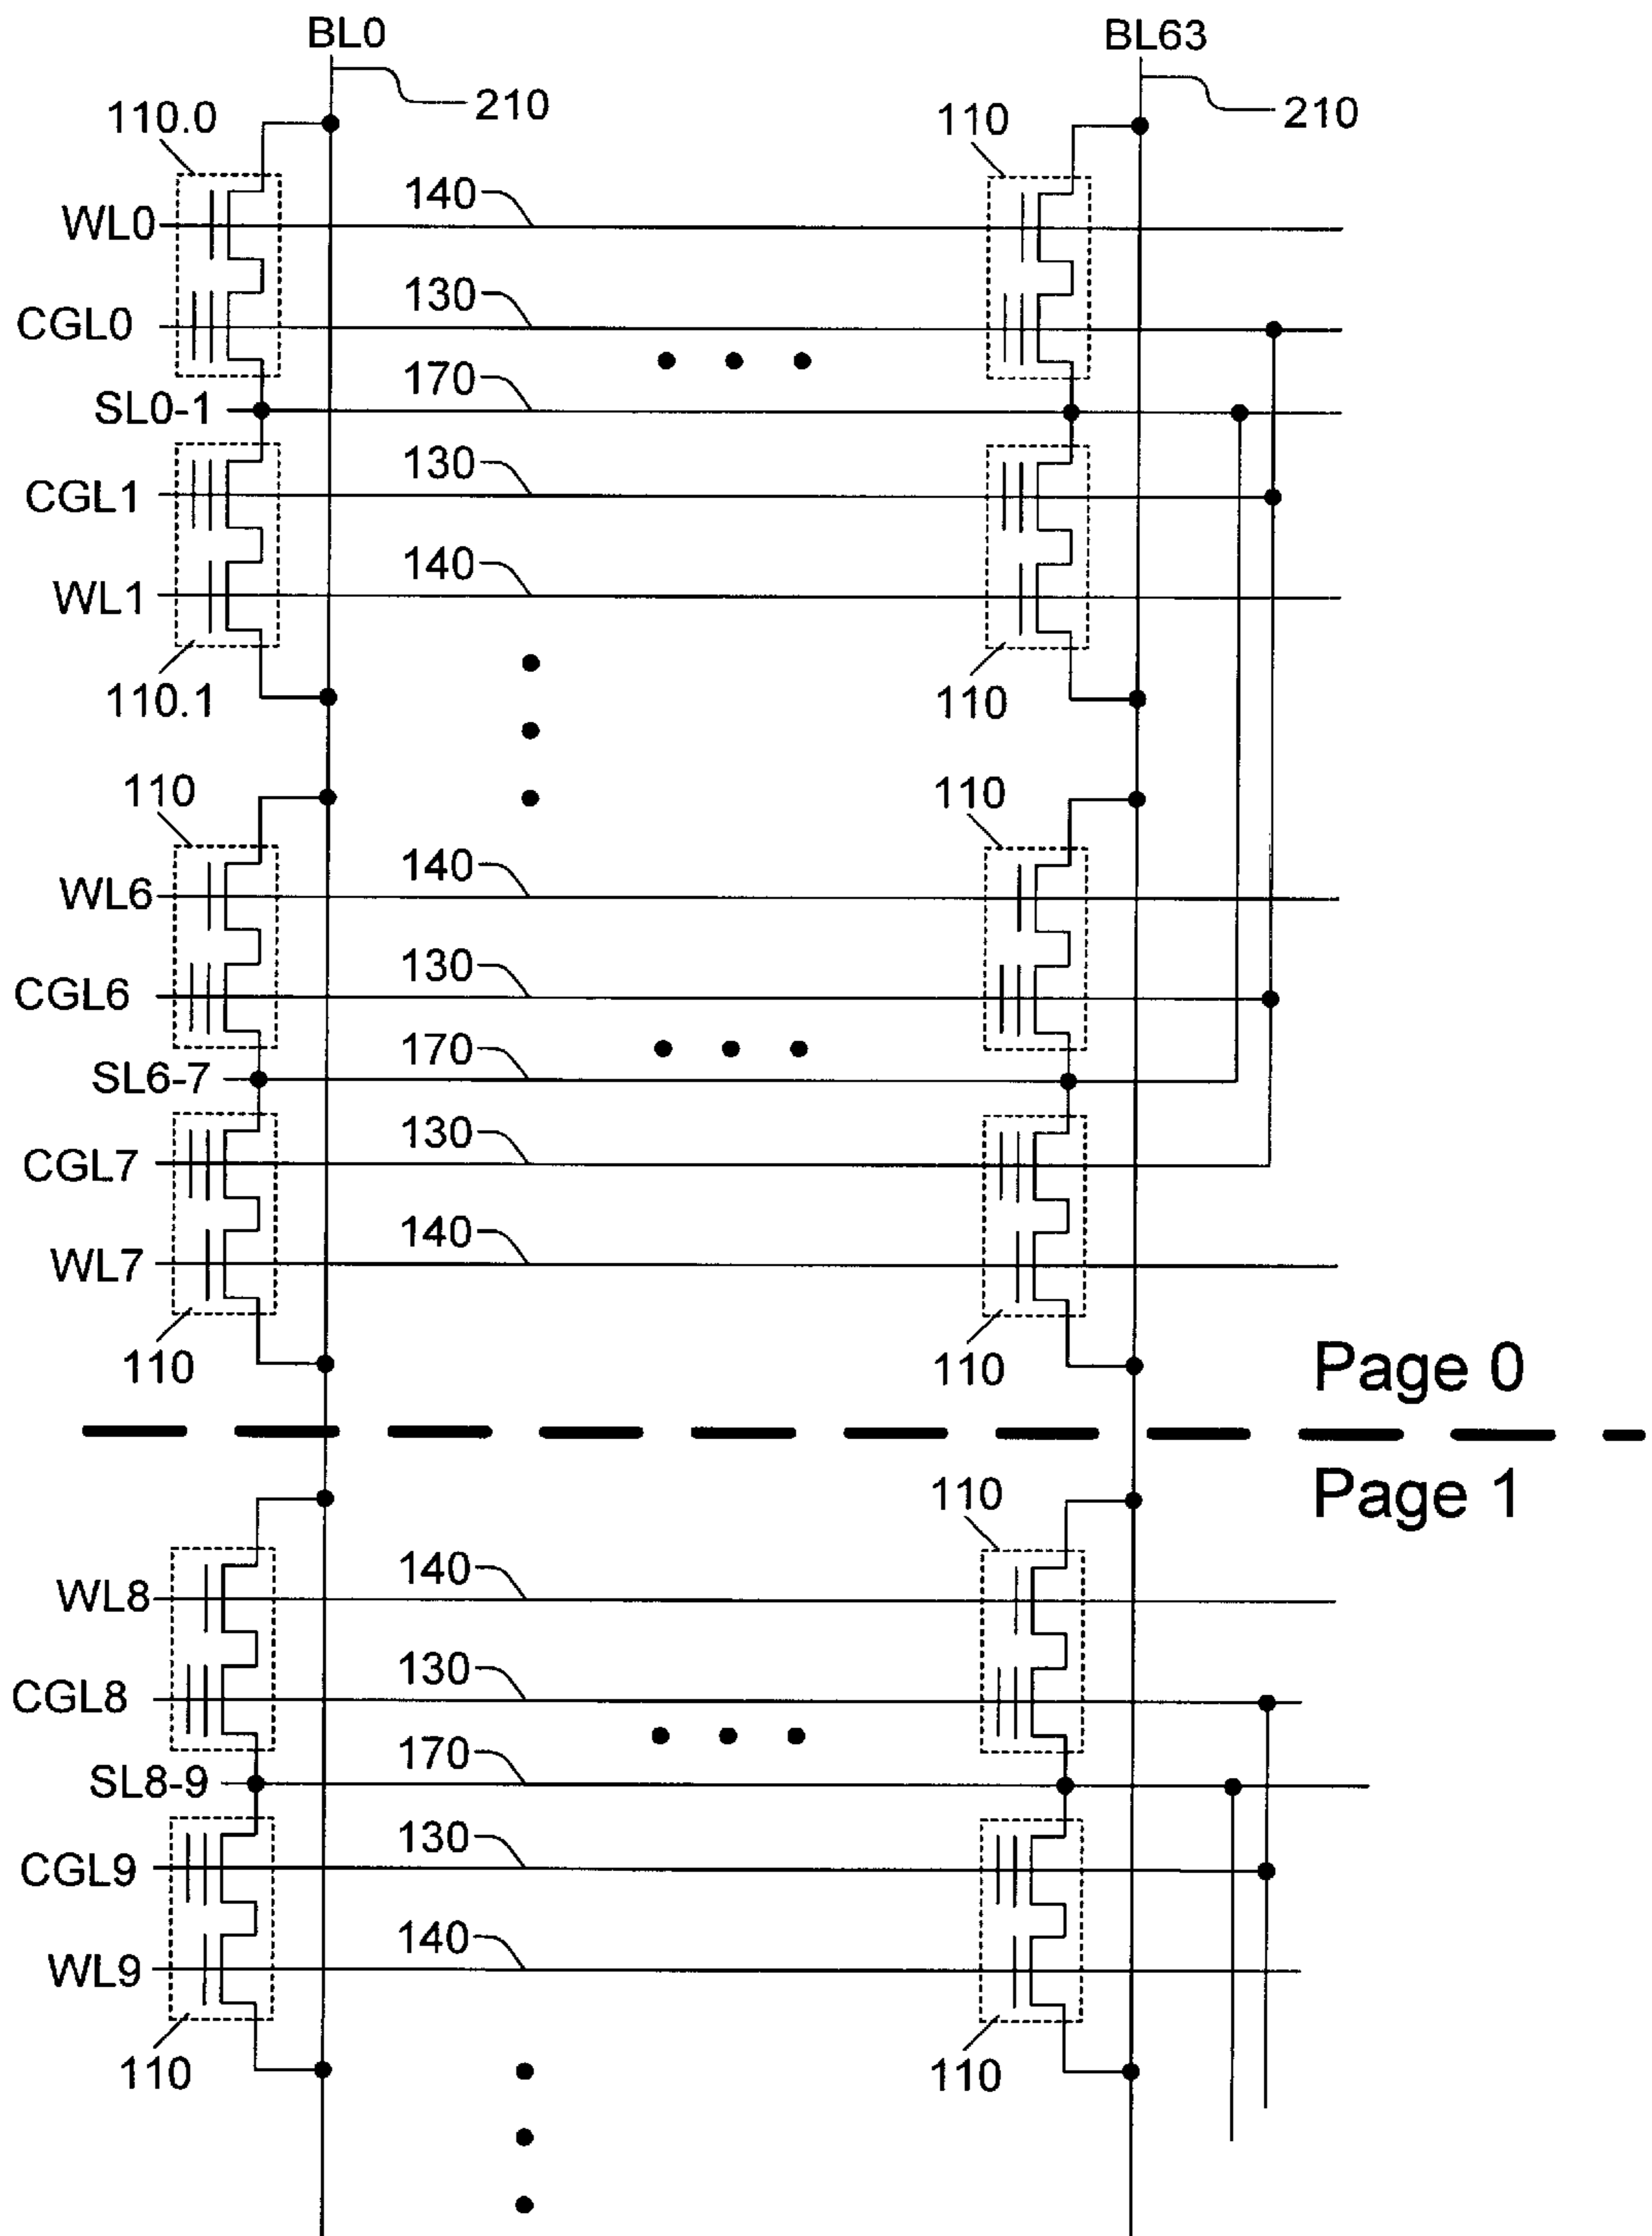 BL0 BL63
210 210
110.0 110
WL0 140
CGL0 130
SL0-1 170
CGL1 130
WL1 140
110.1 110
110 110
WL6 140
CGL6 130
SL6-7 170
CGL7 130
WL7 140
110 110
Page 0
Page 1
110
WL8 140
CGL8 130
SL8-9 170
CGL9 130
WL9 140
110 110